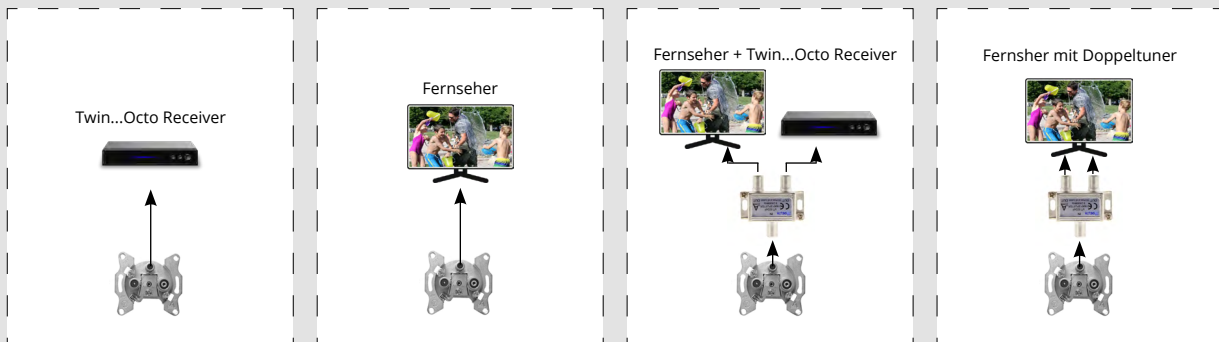 Twin...Octo Receiver
Fernseher
Fernseher + Twin...Octo Receiver
Fernsher mit Doppeltuner